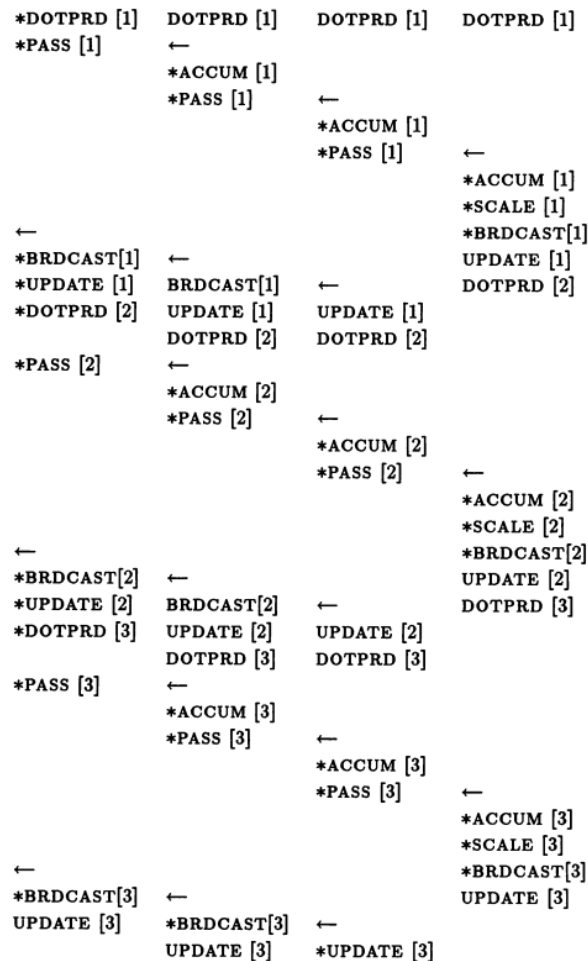 *DOTPRD [1] DOTPRD [1] DOTPRD [1] DOTPRD [1]
*PASS [1] ←
*ACCUM [1]
*PASS [1] ←
*ACCUM [1]
*PASS [1] ←
*ACCUM [1]
*SCALE [1]
← *BRDCAST[1]
*BRDCAST[1] ← UPDATE [1]
*UPDATE [1] BRDCAST[1] ← DOTPRD [2]
*DOTPRD [2] UPDATE [1] UPDATE [1]
DOTPRD [2] DOTPRD [2]
*PASS [2] ←
*ACCUM [2]
*PASS [2] ←
*ACCUM [2]
*PASS [2] ←
*ACCUM [2]
*SCALE [2]
← *BRDCAST[2]
*BRDCAST[2] ← UPDATE [2]
*UPDATE [2] BRDCAST[2] ← DOTPRD [3]
*DOTPRD [3] UPDATE [2] UPDATE [2]
DOTPRD [3] DOTPRD [3]
*PASS [3] ←
*ACCUM [3]
*PASS [3] ←
*ACCUM [3]
*PASS [3] ←
*ACCUM [3]
*SCALE [3]
← *BRDCAST[3]
*BRDCAST[3] ← UPDATE [3]
UPDATE [3] *BRDCAST[3] ←
UPDATE [3] *UPDATE [3]